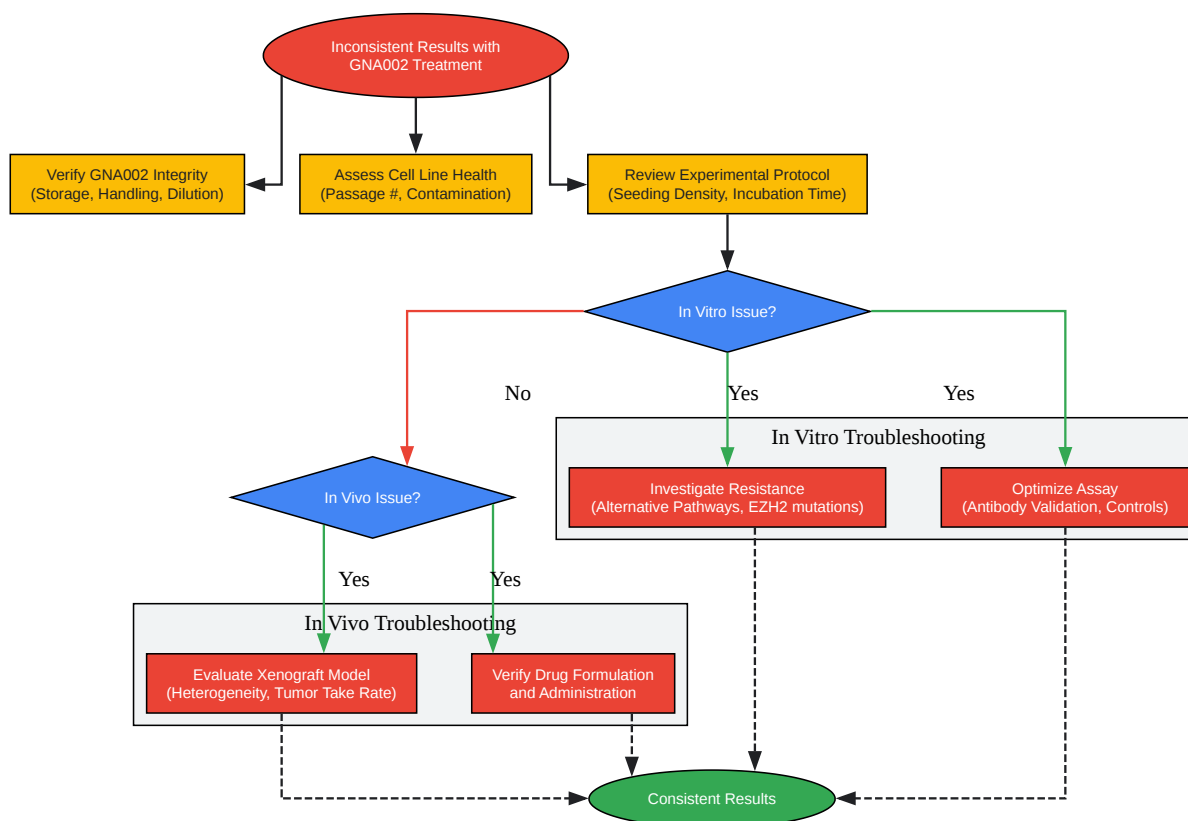 Inconsistent Results with
GNA002 Treatment
Verify GNA002 Integrity
(Storage, Handling, Dilution)
Assess Cell Line Health
(Passage #, Contamination)
Review Experimental Protocol
(Seeding Density, Incubation Time)
In Vitro Issue?
No
Yes
Yes
In Vitro Troubleshooting
Investigate Resistance
(Alternative Pathways, EZH2 mutations)
Optimize Assay
(Antibody Validation, Controls)
In Vivo Issue?
Yes
Yes
In Vivo Troubleshooting
Evaluate Xenograft Model
(Heterogeneity, Tumor Take Rate)
Verify Drug Formulation
and Administration
Consistent Results